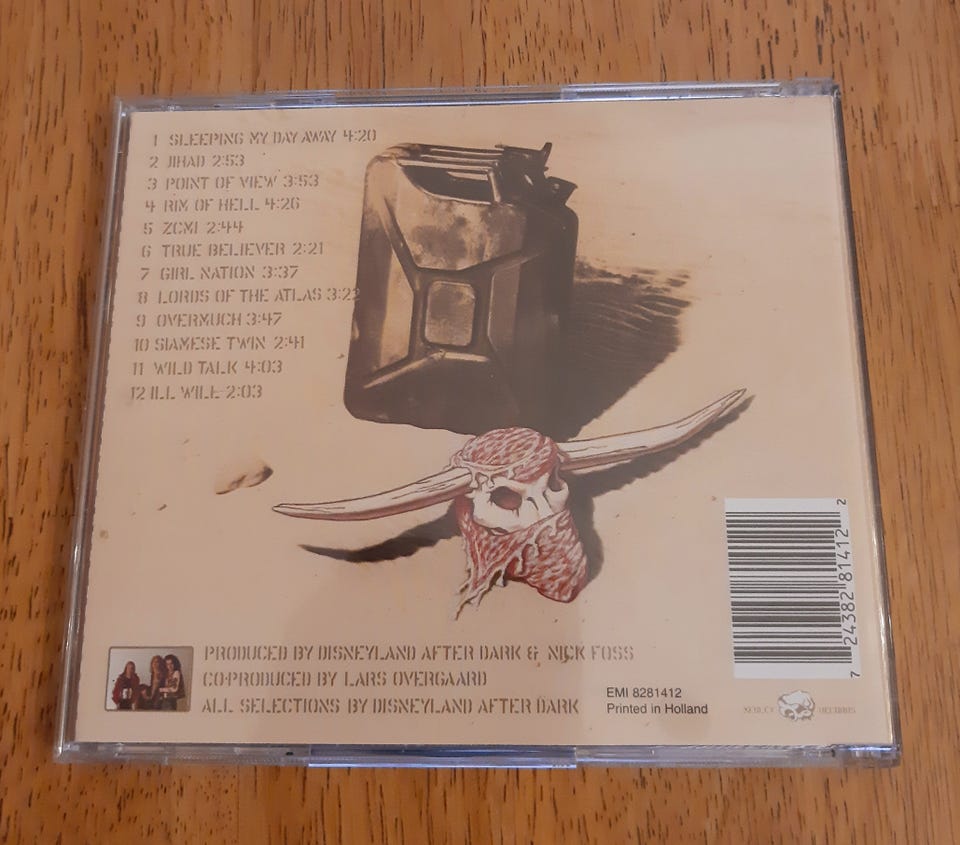 1 SLEEPING MY DAY AWAY 4:20
2 JIHAD 2:53
3 POINT OF VIEW 3:53
4 RIM OF HELL 4:26
5 ZCMI 2:44
6 TRUE BELIEVER 2:21
7 GIRL NATION 3:37
8 LORDS OF THE ATLAS 3:22
9 OVERMUCH 3:47
10 SIAMESE TWIN 2:41
11 WILD TALK 4:03
12 ILL WILL 2:03
7 24382 81412 2
PRODUCED BY DISNEYLAND AFTER DARK & NICK FOSS
CO-PRODUCED BY LARS OVERGAARD
ALL SELECTIONS BY DISNEYLAND AFTER DARK
EMI 8281412
Printed in Holland
MEDLEY RECORDS